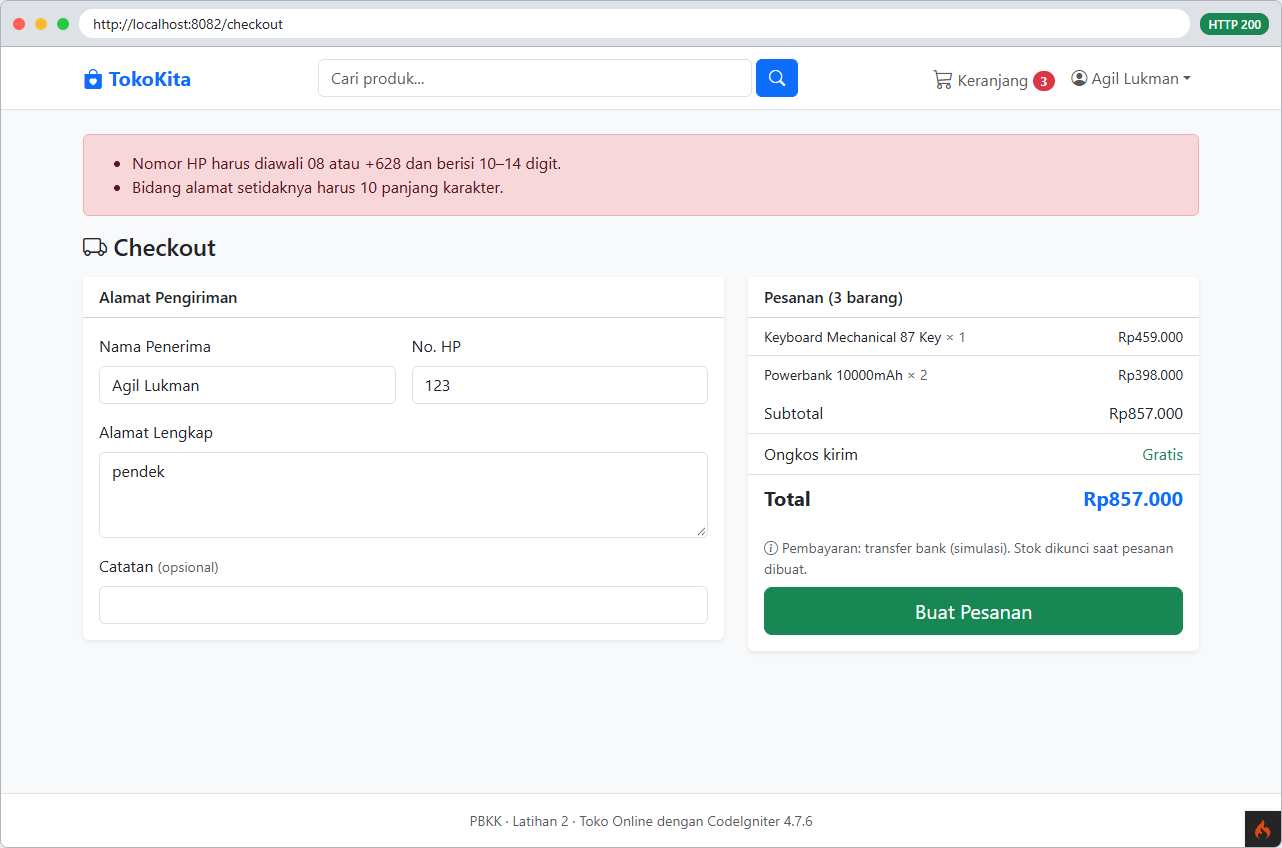 http://localhost:8082/checkout
HTTP 200
TokoKita
Cari produk...
Keranjang 3
Agil Lukman
Nomor HP harus diawali 08 atau +628 dan berisi 10–14 digit.
Bidang alamat setidaknya harus 10 panjang karakter.
Checkout
Alamat Pengiriman
Nama Penerima
No. HP
Agil Lukman
123
Alamat Lengkap
pendek
Catatan (opsional)
Pesanan (3 barang)
Keyboard Mechanical 87 Key × 1 Rp459.000
Powerbank 10000mAh × 2 Rp398.000
Subtotal Rp857.000
Ongkos kirim Gratis
Total Rp857.000
Pembayaran: transfer bank (simulasi). Stok dikunci saat pesanan
dibuat.
Buat Pesanan
PBKK · Latihan 2 · Toko Online dengan CodeIgniter 4.7.6